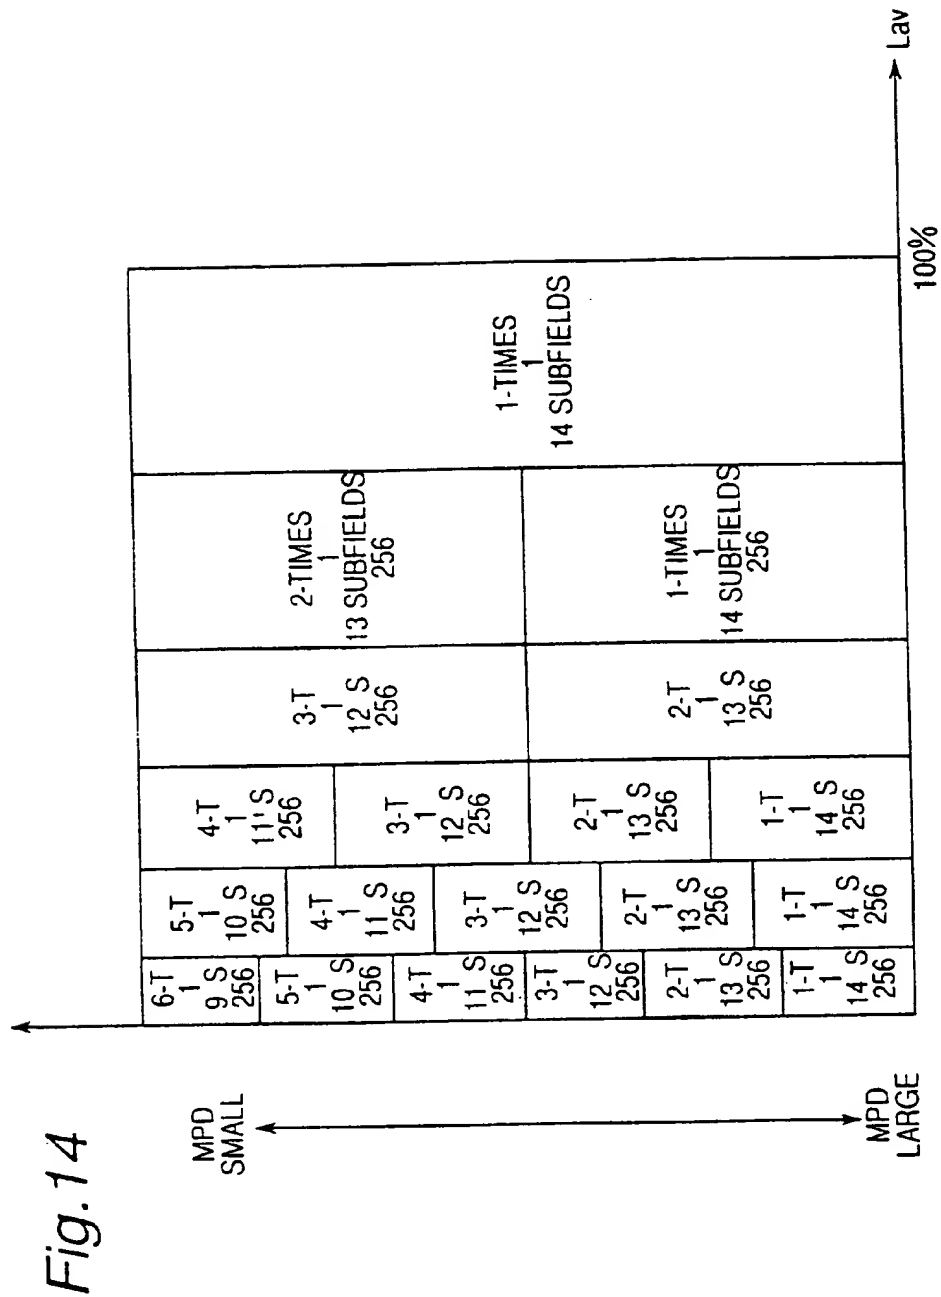 Fig.14
MPD
SMALL
MPD
LARGE
6-T
1
9 S
256
5-T
1
10 S
256
4-T
1
11 S
256
3-T
1
12 S
256
2-T
1
13 S
256
1-T
1
14 S
256
5-T
1
10 S
256
4-T
1
11 S
256
3-T
1
12 S
256
2-T
1
13 S
256
1-T
1
14 S
256
4-T
1
11' S
256
3-T
1
12 S
256
2-T
1
13 S
256
1-T
1
14 S
256
3-T
1
12 S
256
2-T
1
13 S
256
2-TIMES
1
13 SUBFIELDS
256
1-TIMES
1
14 SUBFIELDS
256
1-TIMES
1
14 SUBFIELDS
100%
Lav